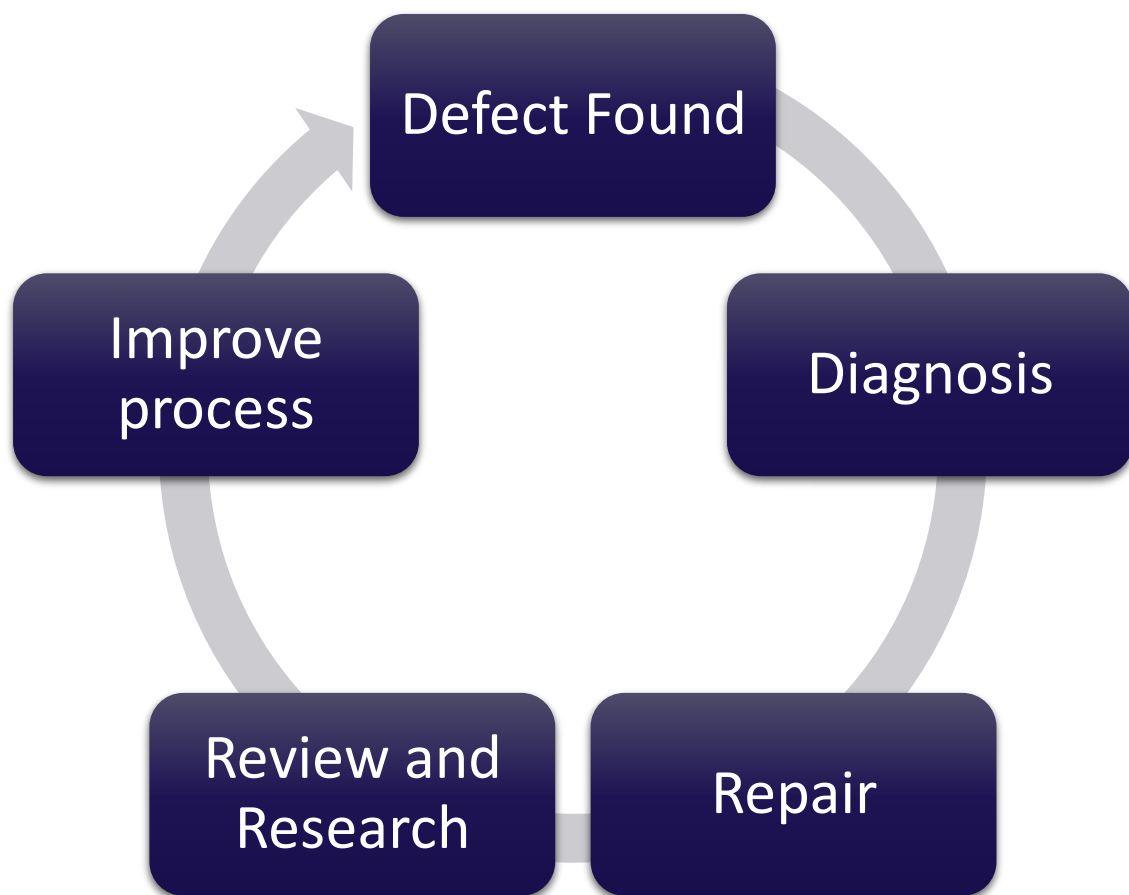 Defect Found
Diagnosis
Repair
Review and
Research
Improve
process